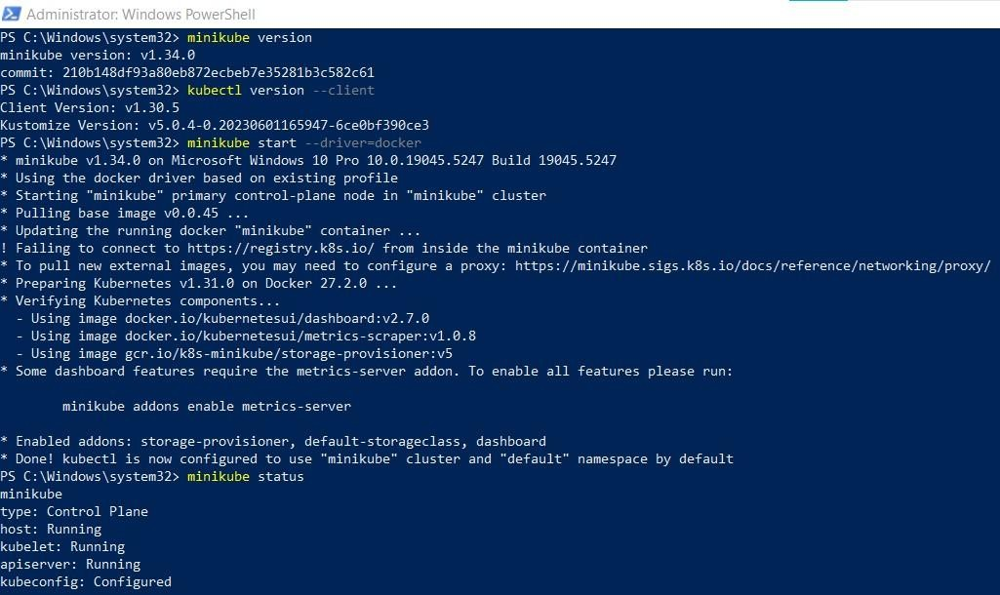 Administrator: Windows PowerShell
PS C:\Windows\system32> minikube version
minikube version: v1.34.0
commit: 210b148df93a80eb872ecbeb7e35281b3c582c61
PS C:\Windows\system32> kubectl version --client
Client Version: v1.30.5
Kustomize Version: v5.0.4-0.20230601165947-6ce0bf390ce3
PS C:\Windows\system32> minikube start --driver=docker
* minikube v1.34.0 on Microsoft Windows 10 Pro 10.0.19045.5247 Build 19045.5247
* Using the docker driver based on existing profile
* Starting "minikube" primary control-plane node in "minikube" cluster
* Pulling base image v0.0.45 ...
* Updating the running docker "minikube" container ...
! Failing to connect to https://registry.k8s.io/ from inside the minikube container
* To pull new external images, you may need to configure a proxy: https://minikube.sigs.k8s.io/docs/reference/networking/proxy/
* Preparing Kubernetes v1.31.0 on Docker 27.2.0 ...
* Verifying Kubernetes components...
  - Using image docker.io/kubernetesui/dashboard:v2.7.0
  - Using image docker.io/kubernetesui/metrics-scraper:v1.0.8
  - Using image gcr.io/k8s-minikube/storage-provisioner:v5
* Some dashboard features require the metrics-server addon. To enable all features please run:
        minikube addons enable metrics-server
* Enabled addons: storage-provisioner, default-storageclass, dashboard
* Done! kubectl is now configured to use "minikube" cluster and "default" namespace by default
PS C:\Windows\system32> minikube status
minikube
type: Control Plane
host: Running
kubelet: Running
apiserver: Running
kubeconfig: Configured